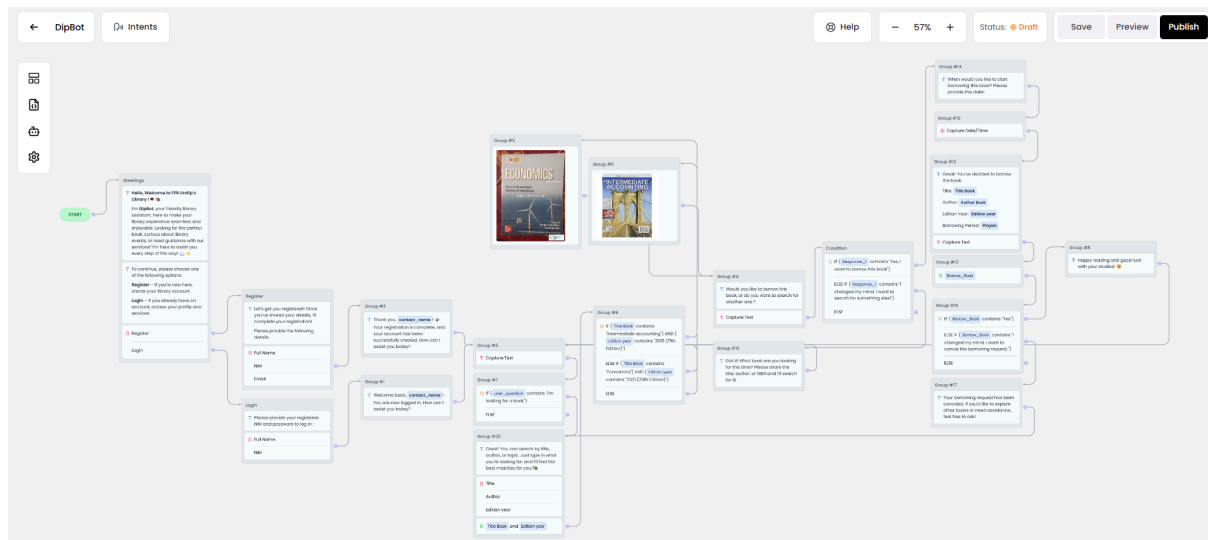 DipBot
Intents
Help
57%
Status: Draft
Save
Preview
Publish
START
Greetings
Hello, Welcome to FEB Undip's
Library!
I'm DipBot, your friendly library
assistant, here to make your
library experience seamless and
enjoyable. Looking for the perfect
book, curious about library
events, or need guidance with our
services? I'm here to assist you
every step of the way!
To continue, please choose one
of the following options:
Register – If you're new here,
create your library account.
Login – If you already have an
account, access your profile and
services.
Register
Login
Register
Let's get you registered! Once
you've shared your details, I'll
complete your registration!
Please provide the following
details:
Full Name
NIM
Email
Login
Please provide your registered
NIM and password to log in :
Full Name
NIM
Group #3
Thank you, contact_name !
Your registration is complete, and
your account has been
successfully created. How can I
assist you today?
Group #1
Welcome back, contact_name !
You are now logged in. How can I
assist you today?
Group #5
Capture Text
Group #7
IF ( user_question contains "I'm
looking for a book")
ELSE
Group #20
Great! You can search by title,
author, or topic. Just type in what
you're looking for, and I'll find the
best matches for you
Title
Author
Edition year
Title Book and Edition year
ECONOMICS
Group #11
INTERMEDIATE
ACCOUNTING
Group #6
IF ( Title Book contains
"Intermediate accounting") AND (
Edition year contains "2018 (17th
Edition)")
ELSE IF ( Title Book contains
"Economics") AND ( Edition year
contains "2021 (20th Edition)")
ELSE
Group #4
Would you like to borrow this
book, or do you want to search for
another one ?
Capture Text
Got it! What book are you looking
for this time? Please share the
title, author, or ISBN and I'll search
for it!
Condition
IF ( Response_1 contains "Yes, I
want to borrow this book")
ELSE IF ( Response_1 contains "I
changed my mind, I want to
search for something else")
ELSE
Group #14
When would you like to start
borrowing this book? Please
provide the date!
Capture Date/Time
Group #12
Great! You've decided to borrow
the book:
Title: Title Book
Author: Author Book
Edition Year: Edition year
Borrowing Period: Pinjam
Capture Text
Group #13
Borrow_Book
IF ( Borrow_Book contains "Yes")
ELSE IF ( Borrow_Book contains "I
changed my mind, I want to
cancel the borrowing request.")
ELSE
Group #17
Your borrowing request has been
canceled. If you'd like to explore
other books or need assistance,
feel free to ask!
Happy reading and good luck
with your studies!